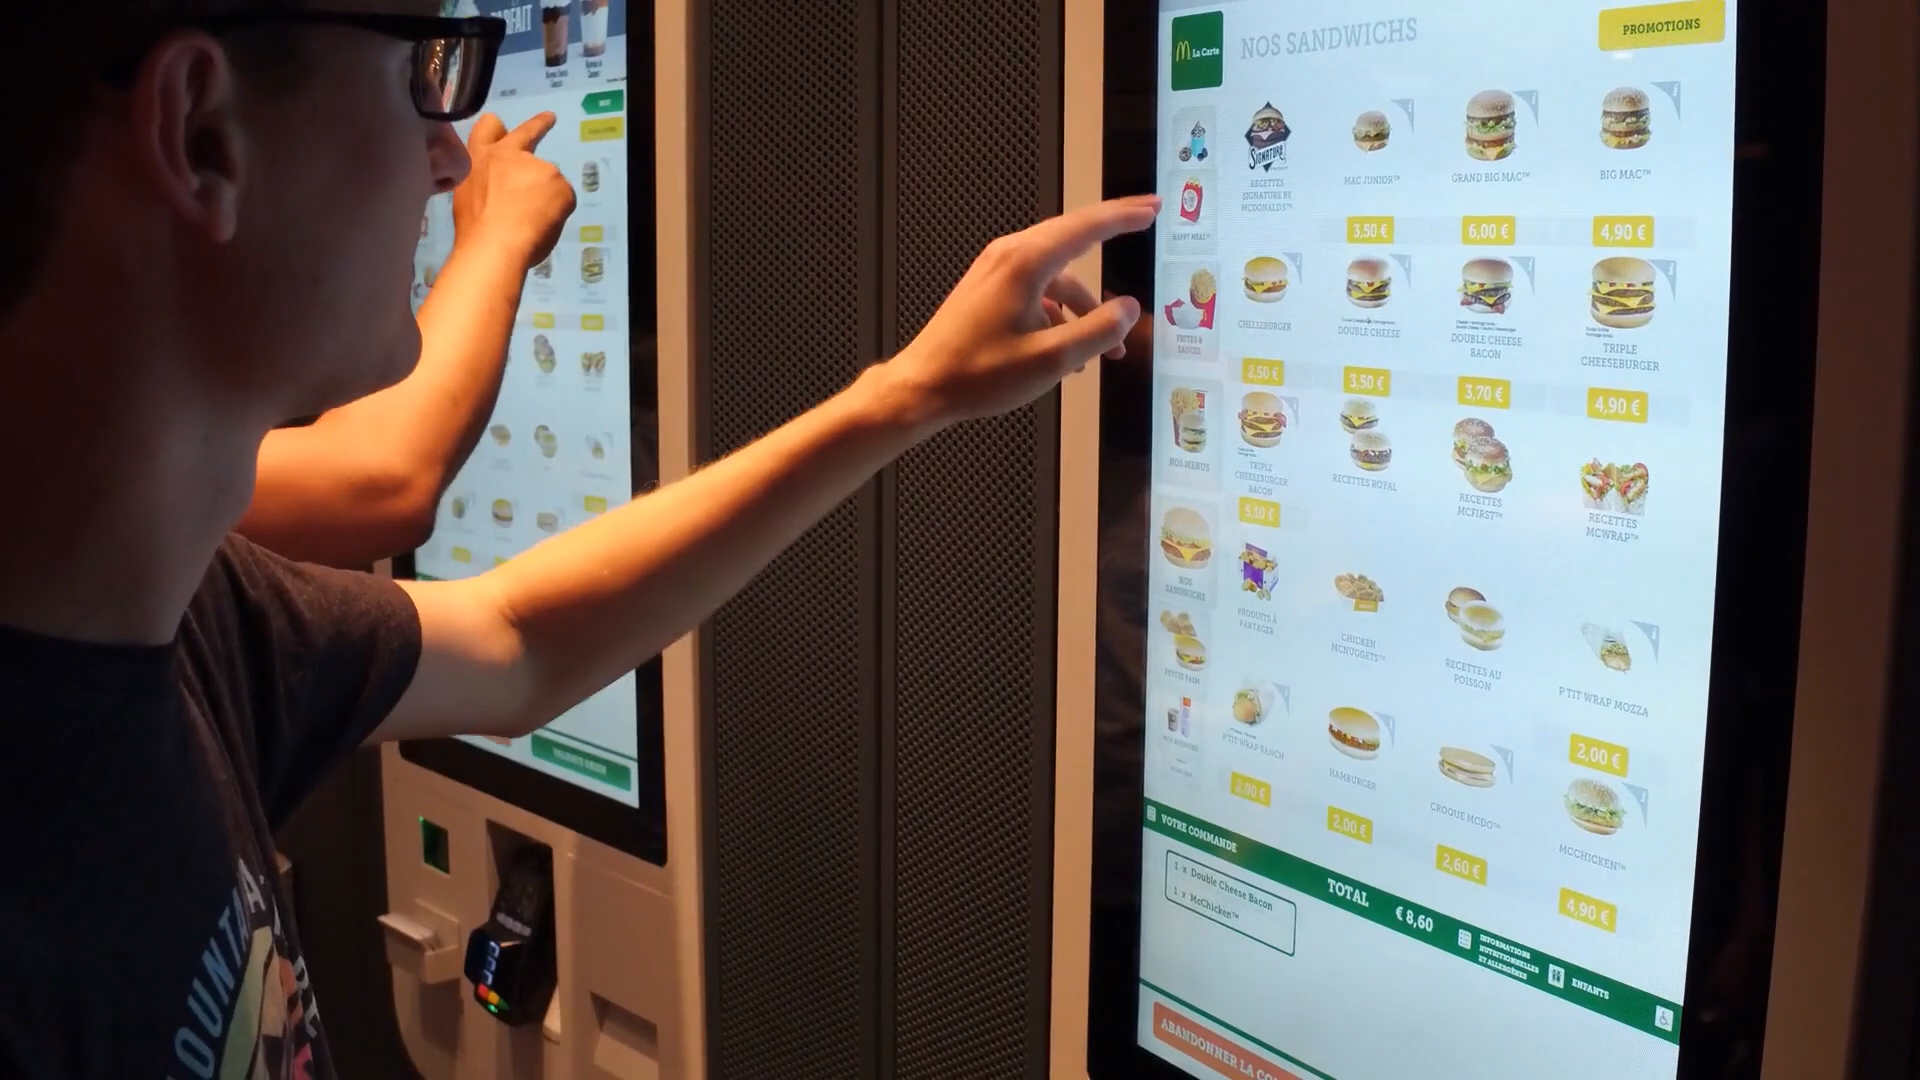 PARFAIT
La Carte
NOS SANDWICHS
PROMOTIONS
SIGNATURE
RECETTES
SIGNATURE BY
MCDONALD'S™
MAC JUNIOR™
GRAND BIG MAC™
BIG MAC™
3,50 €
6,00 €
4,90 €
HAPPY MEAL™
CHEESEBURGER
DOUBLE CHEESE
DOUBLE CHEESE
BACON
TRIPLE
CHEESEBURGER
2,50 €
3,50 €
3,70 €
4,90 €
FRITES &
SAUCES
TRIPLE
CHEESEBURGER
BACON
RECETTES ROYAL
RECETTES
MCFIRST™
RECETTES
MCWRAP™
5,10 €
NOS MENUS
NOS
SANDWICHS
PRODUITS À
PARTAGER
CHICKEN
MCNUGGETS™
RECETTES AU
POISSON
P'TIT WRAP MOZZA
2,00 €
PETITE FAIM
P'TIT WRAP RANCH
HAMBURGER
CROQUE MCDO™
MCCHICKEN™
2,00 €
2,00 €
2,60 €
4,90 €
VOTRE COMMANDE
1 x Double Cheese Bacon
1 x McChicken™
TOTAL € 8,60
INFORMATIONS
NUTRITIONNELLES
ET ALLERGÈNES
ENFANTS
ABANDONNER LA